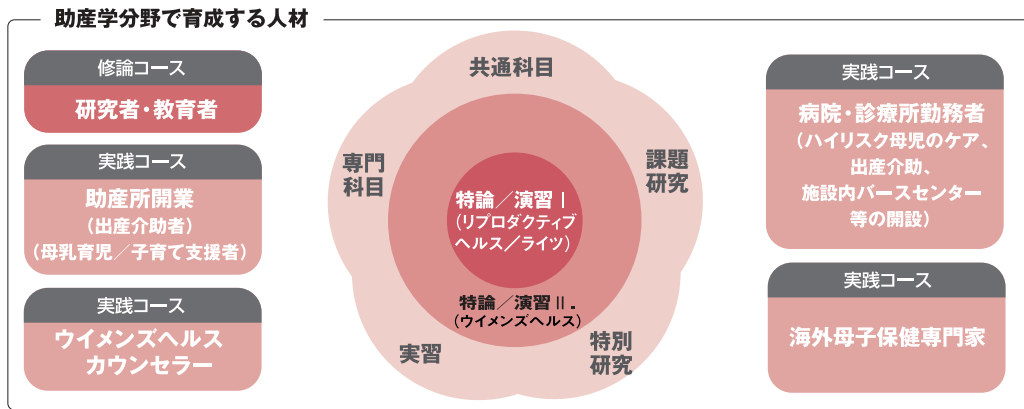 助産学分野で育成する人材
修論コース
研究者・教育者
実践コース
助産所開業
(出産介助者)
(母乳育児／子育て支援者)
実践コース
ウイメンズヘルス
カウンセラー
共通科目
専門
科目
課題
研究
特論／演習Ⅰ
(リプロダクティブ
ヘルス／ライツ)
特論／演習Ⅱ.
(ウイメンズヘルス)
実習
特別
研究
実践コース
病院・診療所勤務者
(ハイリスク母児のケア、
出産介助、
施設内バースセンター
等の開設)
実践コース
海外母子保健専門家